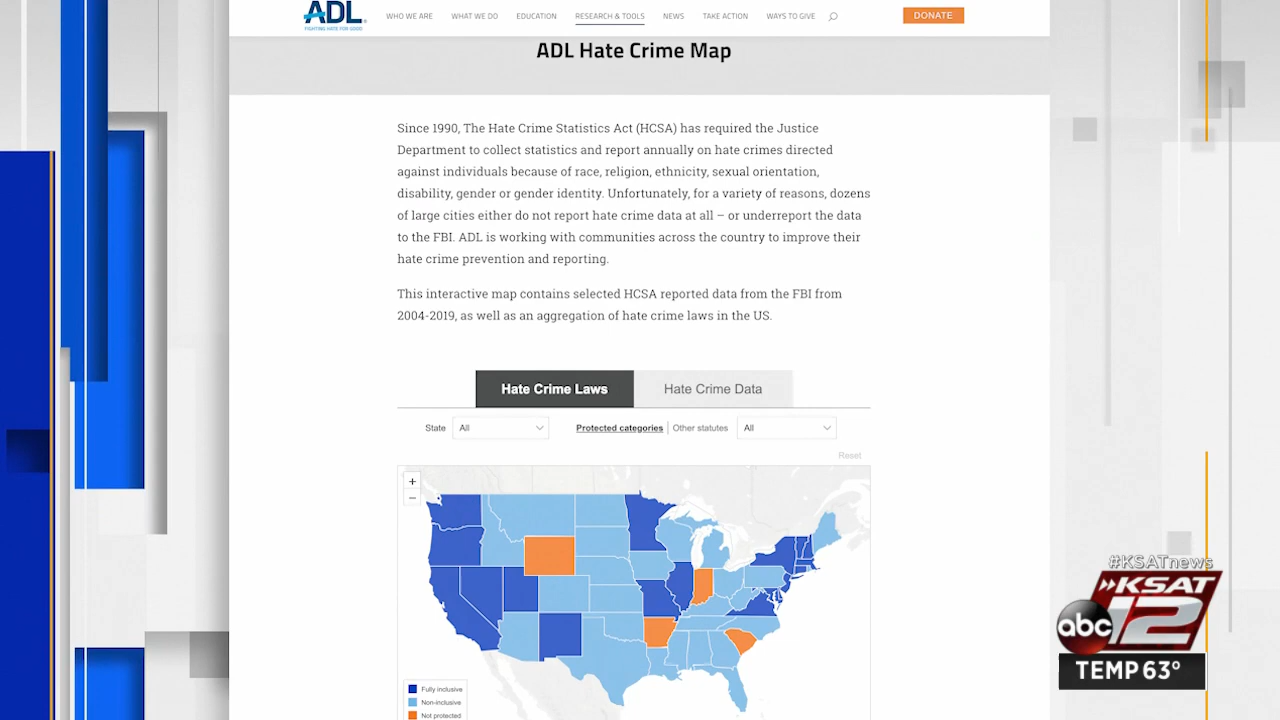 ADL
FIGHTING HATE FOR GOOD
WHO WE ARE WHAT WE DO EDUCATION RESEARCH & TOOLS NEWS TAKE ACTION WAYS TO GIVE
DONATE
ADL Hate Crime Map
Since 1990, The Hate Crime Statistics Act (HCSA) has required the Justice
Department to collect statistics and report annually on hate crimes directed
against individuals because of race, religion, ethnicity, sexual orientation,
disability, gender or gender identity. Unfortunately, for a variety of reasons, dozens
of large cities either do not report hate crime data at all – or underreport the data
to the FBI. ADL is working with communities across the country to improve their
hate crime prevention and reporting.
This interactive map contains selected HCSA reported data from the FBI from
2004-2019, as well as an aggregation of hate crime laws in the US.
Hate Crime Laws Hate Crime Data
State All Protected categories | Other statutes All
Reset
+
−
Fully inclusive
Non-inclusive
Not protected
#KSATnews
KSAT
abc 12
TEMP 63°